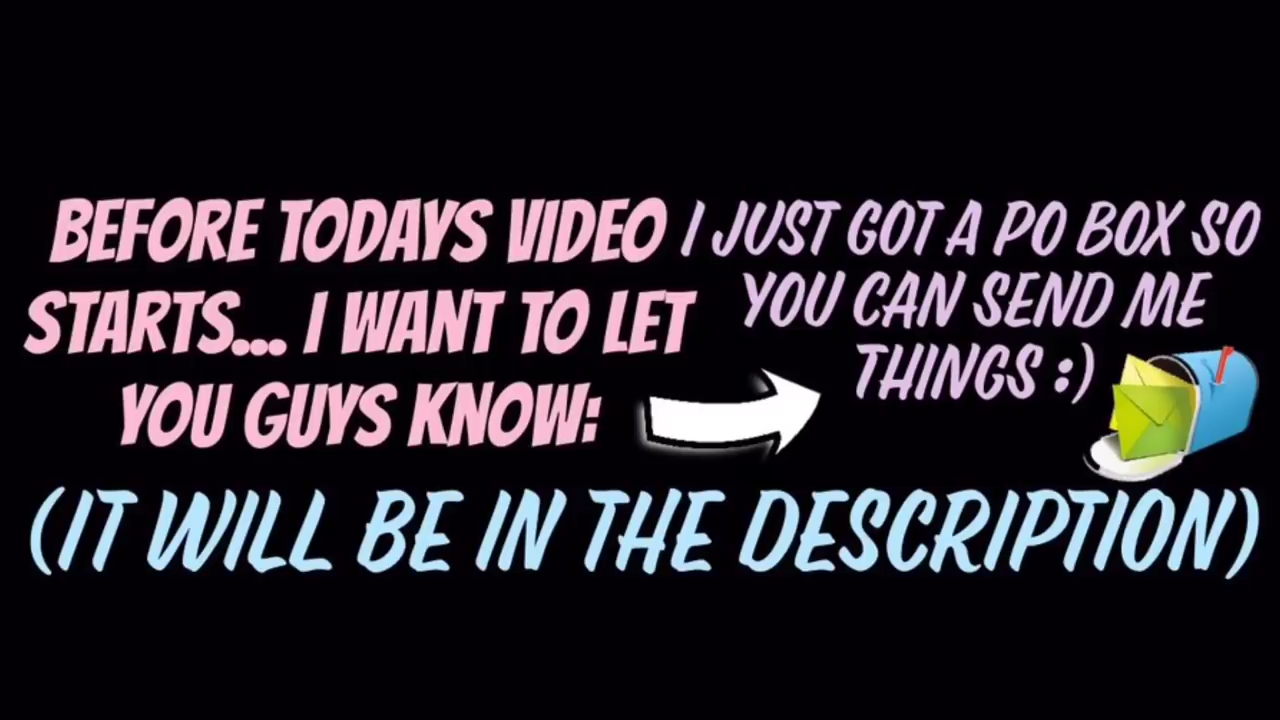 BEFORE TODAYS VIDEO
STARTS... I WANT TO LET
YOU GUYS KNOW:
I JUST GOT A PO BOX SO
YOU CAN SEND ME
THINGS :)
(IT WILL BE IN THE DESCRIPTION)